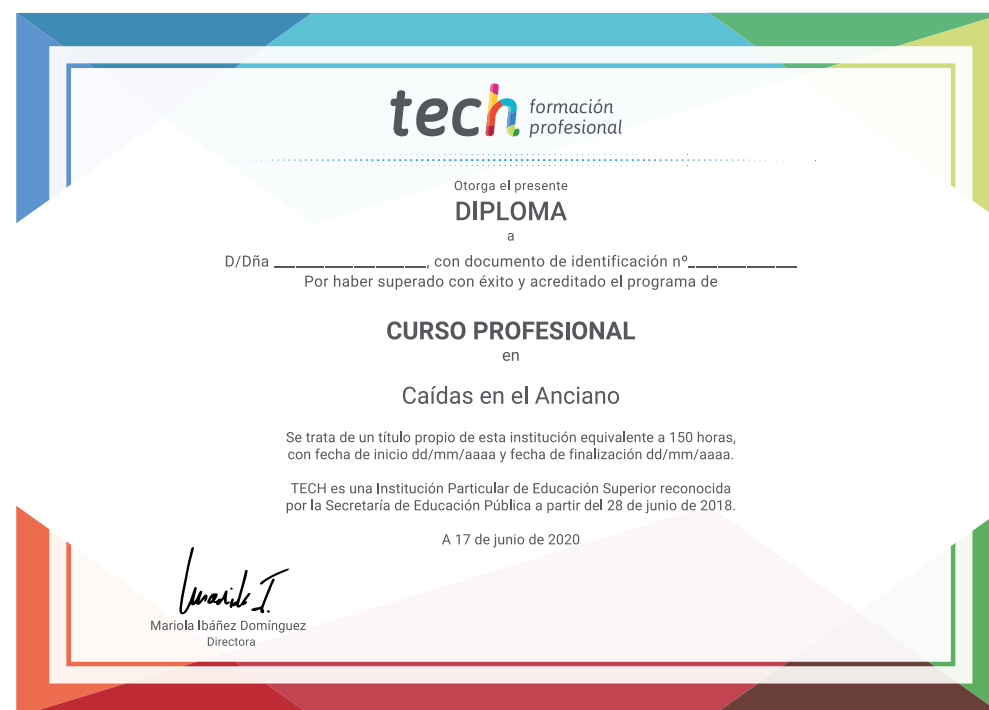 tech formación
profesional
Otorga el presente
DIPLOMA
a
D/Dña ______________, con documento de identificación nº__________
Por haber superado con éxito y acreditado el programa de
CURSO PROFESIONAL
en
Caídas en el Anciano
Se trata de un título propio de esta institución equivalente a 150 horas,
con fecha de inicio dd/mm/aaaa y fecha de finalización dd/mm/aaaa.
TECH es una Institución Particular de Educación Superior reconocida
por la Secretaría de Educación Pública a partir del 28 de junio de 2018.
A 17 de junio de 2020
Mariola Ibáñez Domínguez
Directora